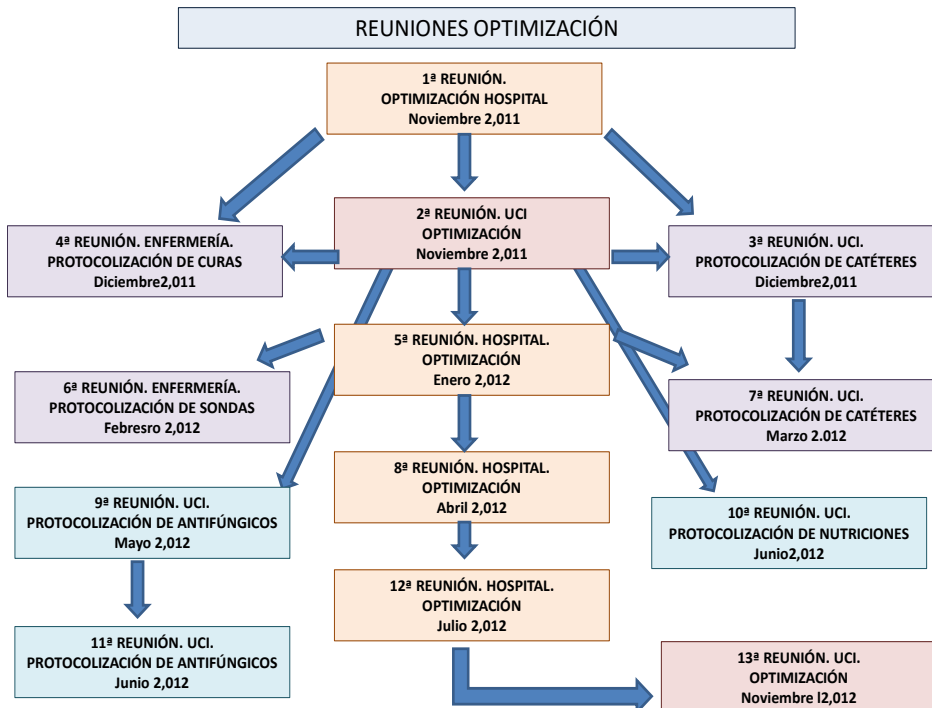 REUNIONES OPTIMIZACIÓN
1ª REUNIÓN.
OPTIMIZACIÓN HOSPITAL
Noviembre 2,011
2ª REUNIÓN. UCI
OPTIMIZACIÓN
Noviembre 2,011
4ª REUNIÓN. ENFERMERÍA.
PROTOCOLIZACIÓN DE CURAS
Diciembre2,011
3ª REUNIÓN. UCI.
PROTOCOLIZACIÓN DE CATÉTERES
Diciembre2,011
5ª REUNIÓN. HOSPITAL.
OPTIMIZACIÓN
Enero 2,012
6ª REUNIÓN. ENFERMERÍA.
PROTOCOLIZACIÓN DE SONDAS
Febresro 2,012
7ª REUNIÓN. UCI.
PROTOCOLIZACIÓN DE CATÉTERES
Marzo 2.012
8ª REUNIÓN. HOSPITAL.
OPTIMIZACIÓN
Abril 2,012
9ª REUNIÓN. UCI.
PROTOCOLIZACIÓN DE ANTIFÚNGICOS
Mayo 2,012
10ª REUNIÓN. UCI.
PROTOCOLIZACIÓN DE NUTRICIONES
Junio2,012
12ª REUNIÓN. HOSPITAL.
OPTIMIZACIÓN
Julio 2,012
11ª REUNIÓN. UCI.
PROTOCOLIZACIÓN DE ANTIFÚNGICOS
Junio 2,012
13ª REUNIÓN. UCI.
OPTIMIZACIÓN
Noviembre l2,012